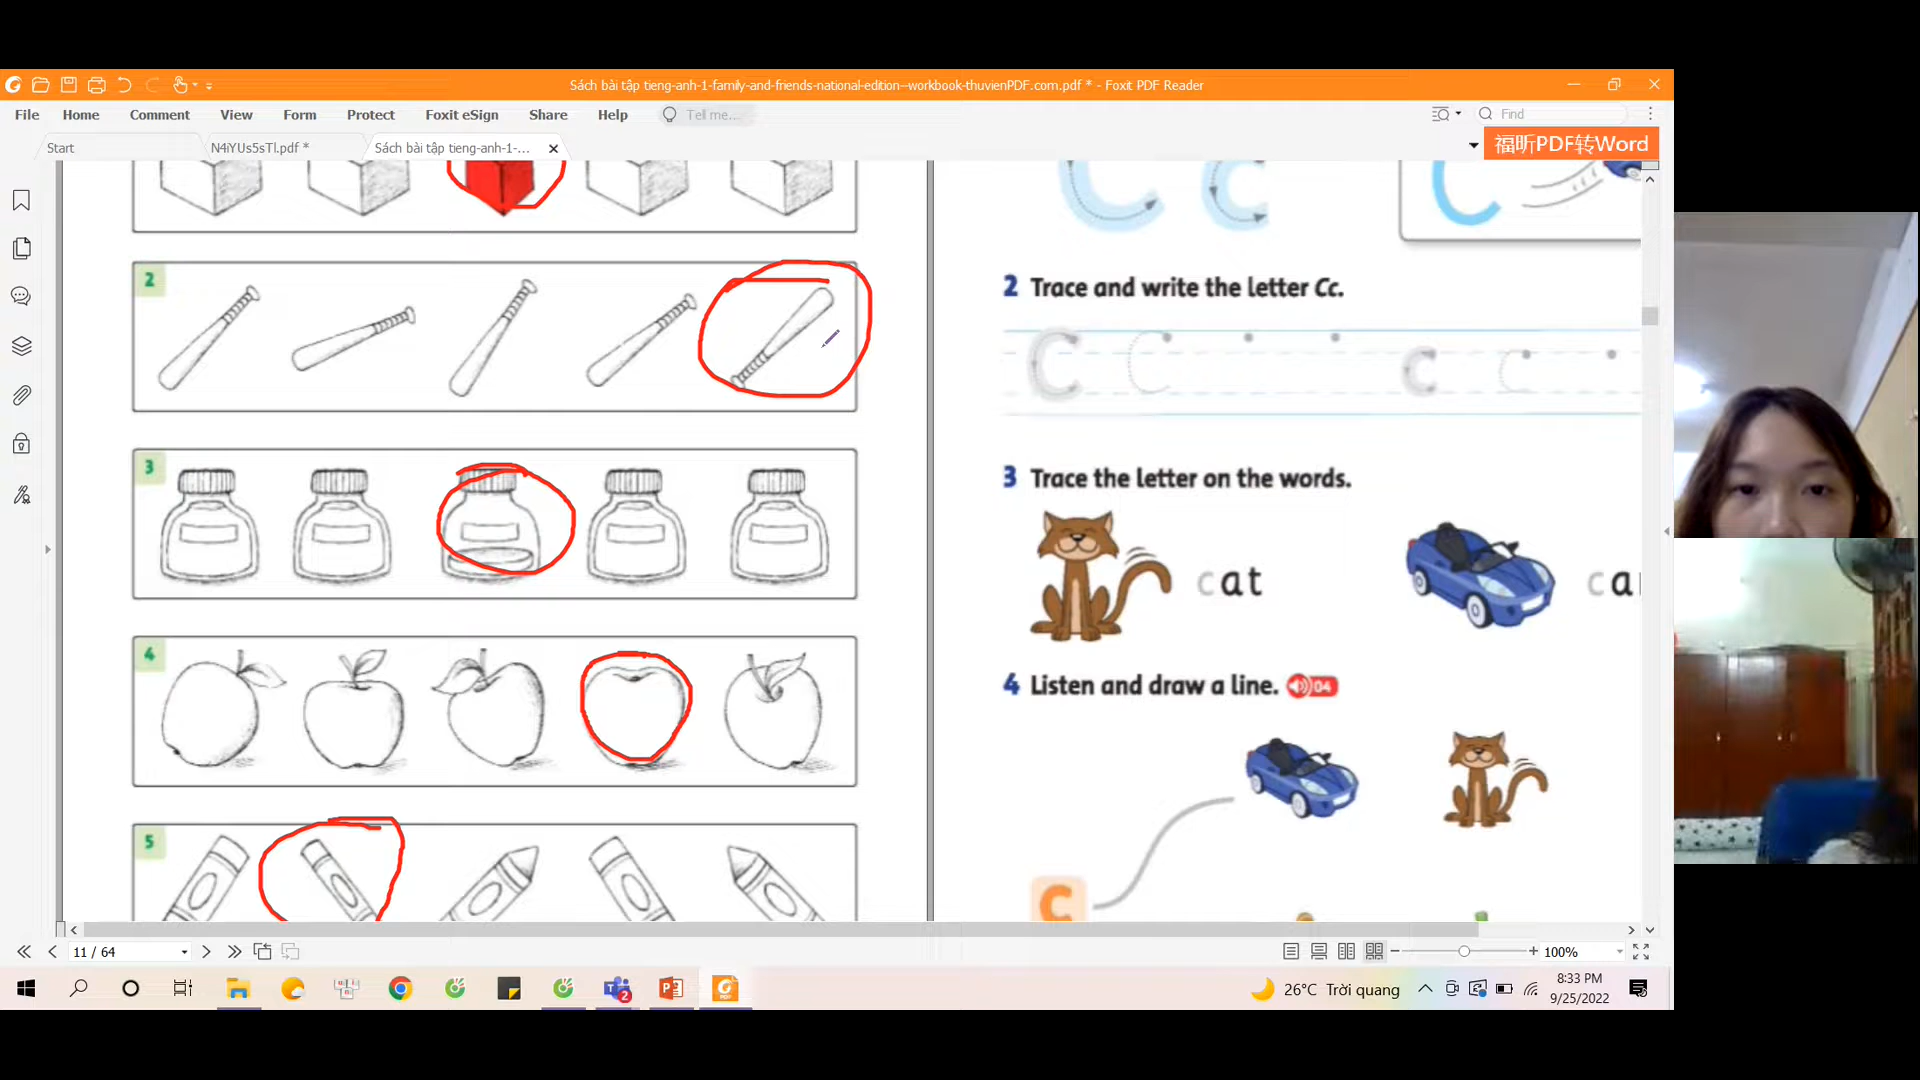 Sách bài tập tieng-anh-1-family-and-friends-national-edition--workbook-thuvienPDF.com.pdf * - Foxit PDF Reader
File Home Comment View Form Protect Foxit eSign Share Help Tell me... Find
Start N4iYUs5sTl.pdf * Sách bài tập tieng-anh-1-... 福昕PDF转Word
C c C
2
2 Trace and write the letter Cc.
C C c c
3
3 Trace the letter on the words.
cat car
4
4 Listen and draw a line. 04
5
c
11 / 64 100%
2
26°C Trời quang
8:33 PM
9/25/2022